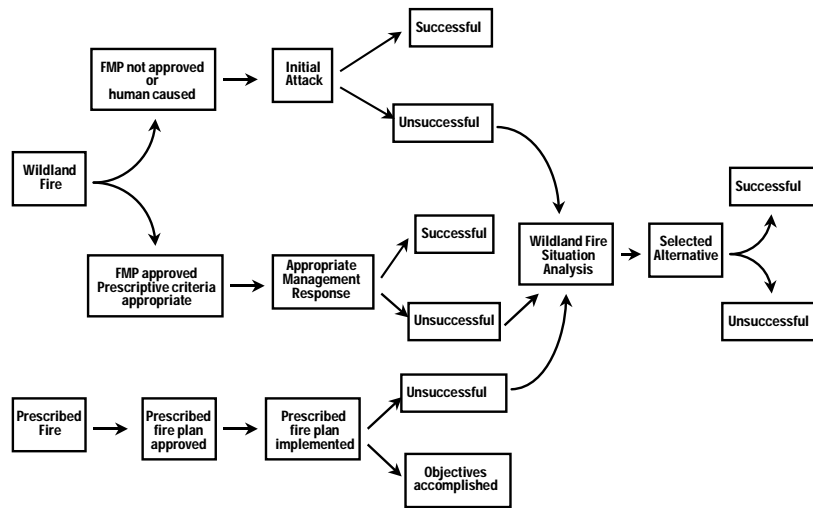 Successful
FMP not approved
or
human caused
Initial
Attack
Unsuccessful
Wildland
Fire
Successful
Successful
FMP approved
Prescriptive criteria
appropriate
Appropriate
Management
Response
Unsuccessful
Wildland Fire
Situation
Analysis
Selected
Alternative
Unsuccessful
Prescribed
Fire
Prescribed
fire plan
approved
Prescribed
fire plan
implemented
Unsuccessful
Objectives
accomplished